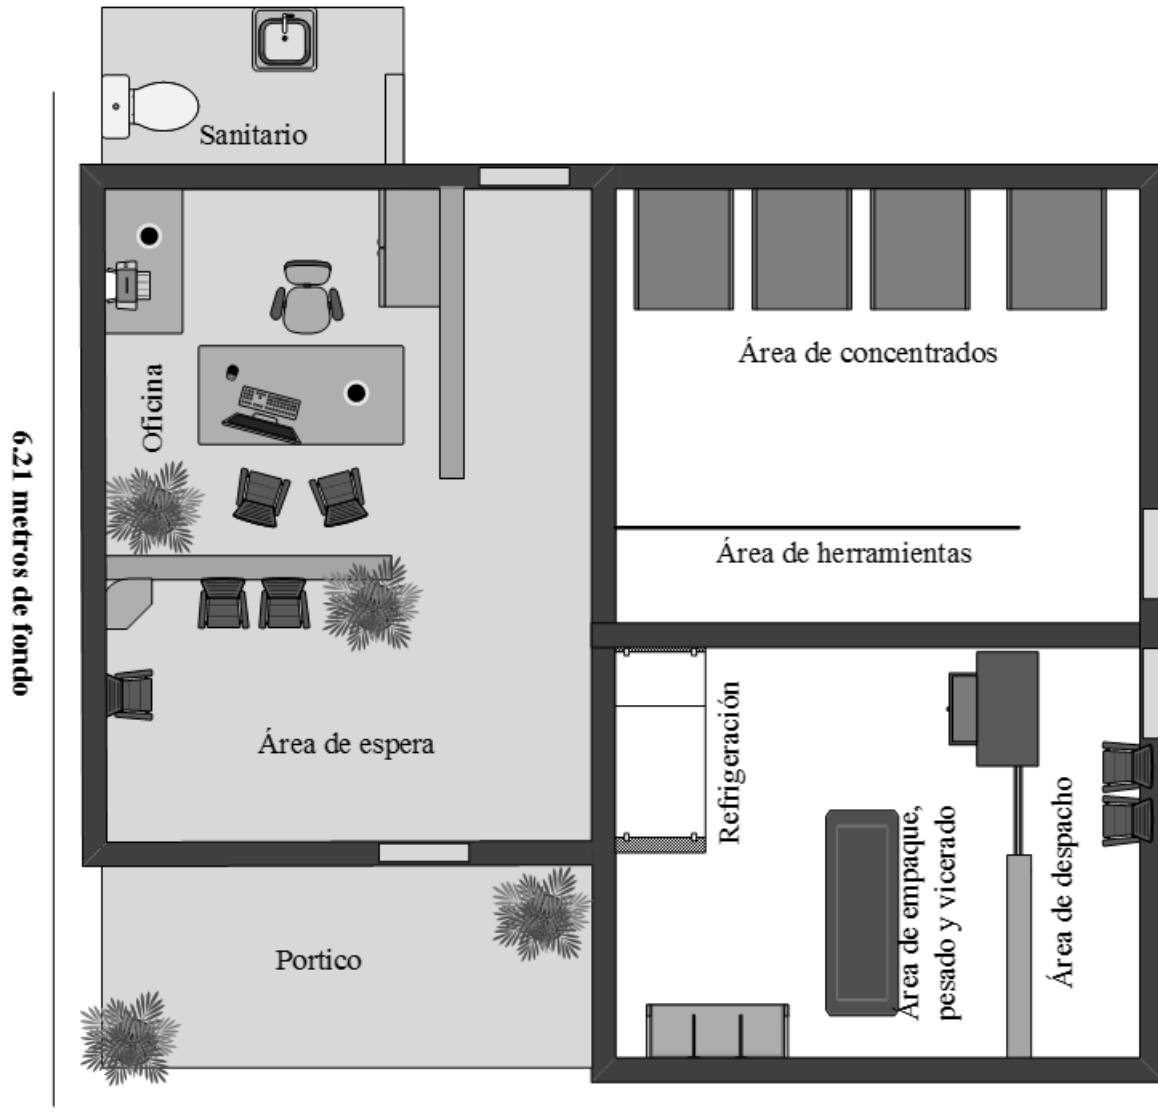 Sanitario
Oficina
Área de concentrados
Área de herramientas
6.21 metros de fondo
Área de espera
Refrigeración
Área de empaque,
pesado y vicerado
Área de despacho
Portico